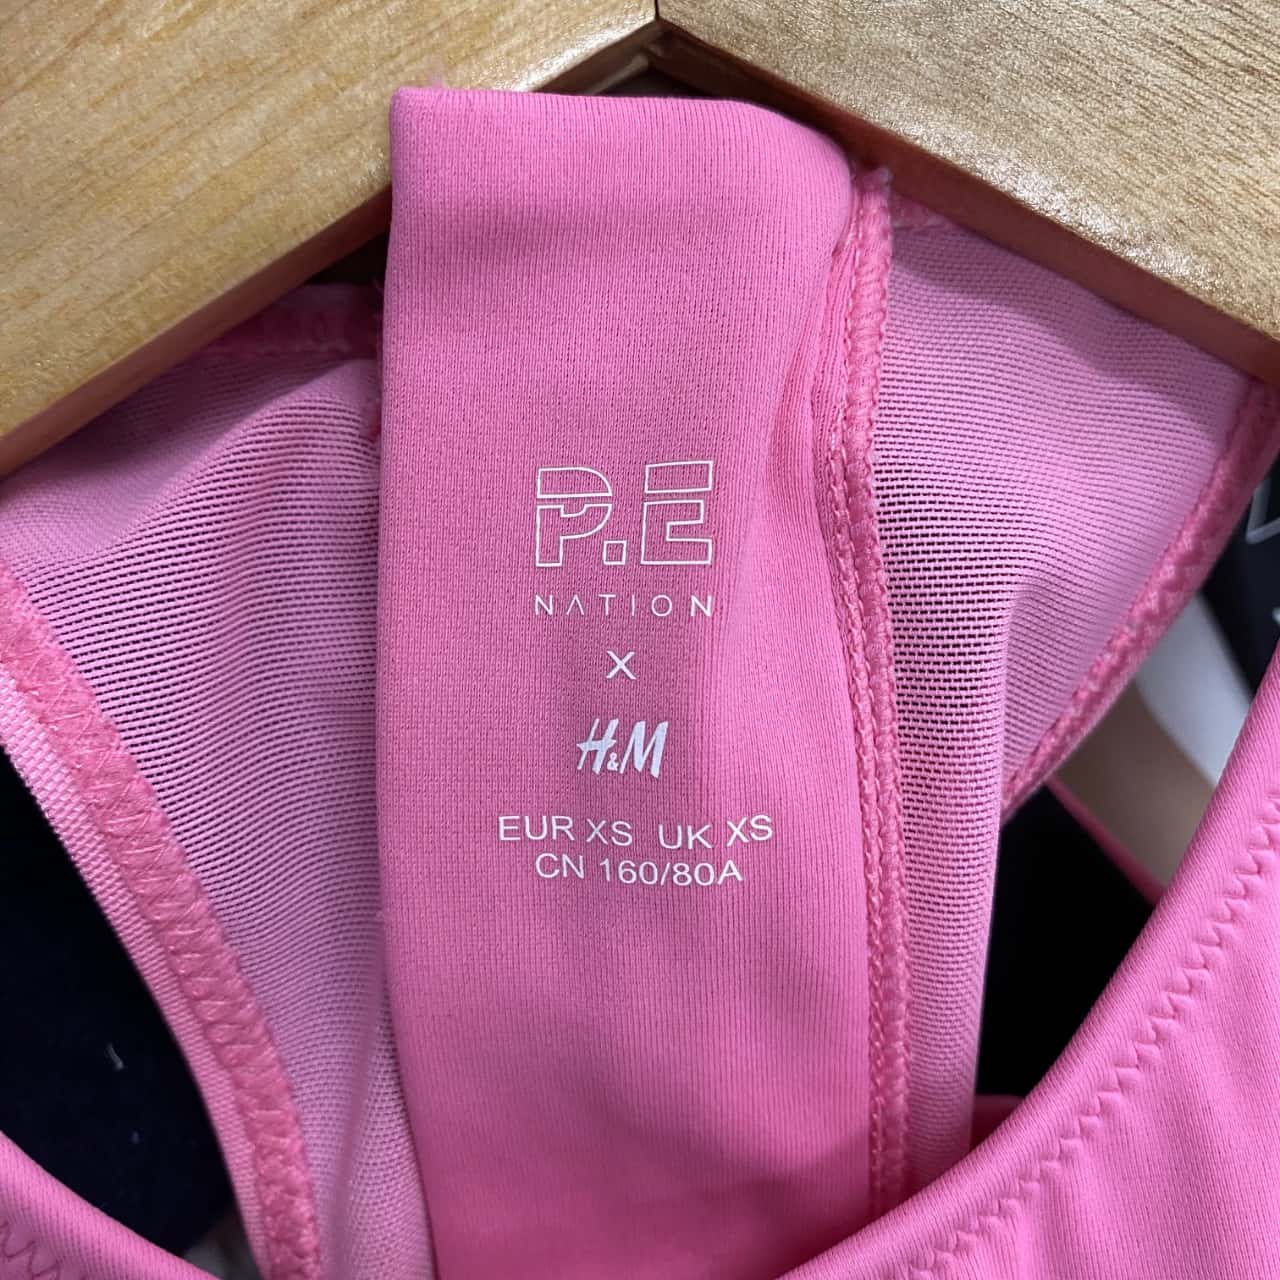 P.E
NATION
X
H&M
EUR XS UK XS
CN 160/80A